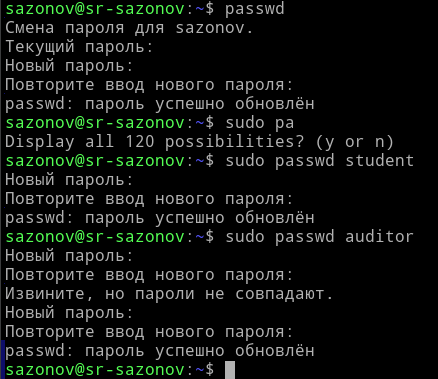 sazonov@sr-sazonov:~$ passwd
Смена пароля для sazonov.
Текущий пароль:
Новый пароль:
Повторите ввод нового пароля:
passwd: пароль успешно обновлён
sazonov@sr-sazonov:~$ sudo pa
Display all 120 possibilities? (y or n)
sazonov@sr-sazonov:~$ sudo passwd student
Новый пароль:
Повторите ввод нового пароля:
passwd: пароль успешно обновлён
sazonov@sr-sazonov:~$ sudo passwd auditor
Новый пароль:
Повторите ввод нового пароля:
Извините, но пароли не совпадают.
Новый пароль:
Повторите ввод нового пароля:
passwd: пароль успешно обновлён
sazonov@sr-sazonov:~$